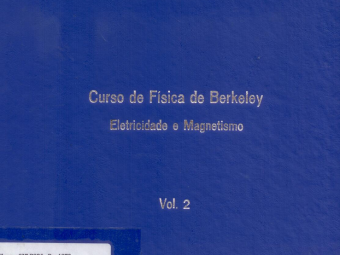 Curso de Física de Berkeley
Eletricidade e Magnetismo
Vol. 2